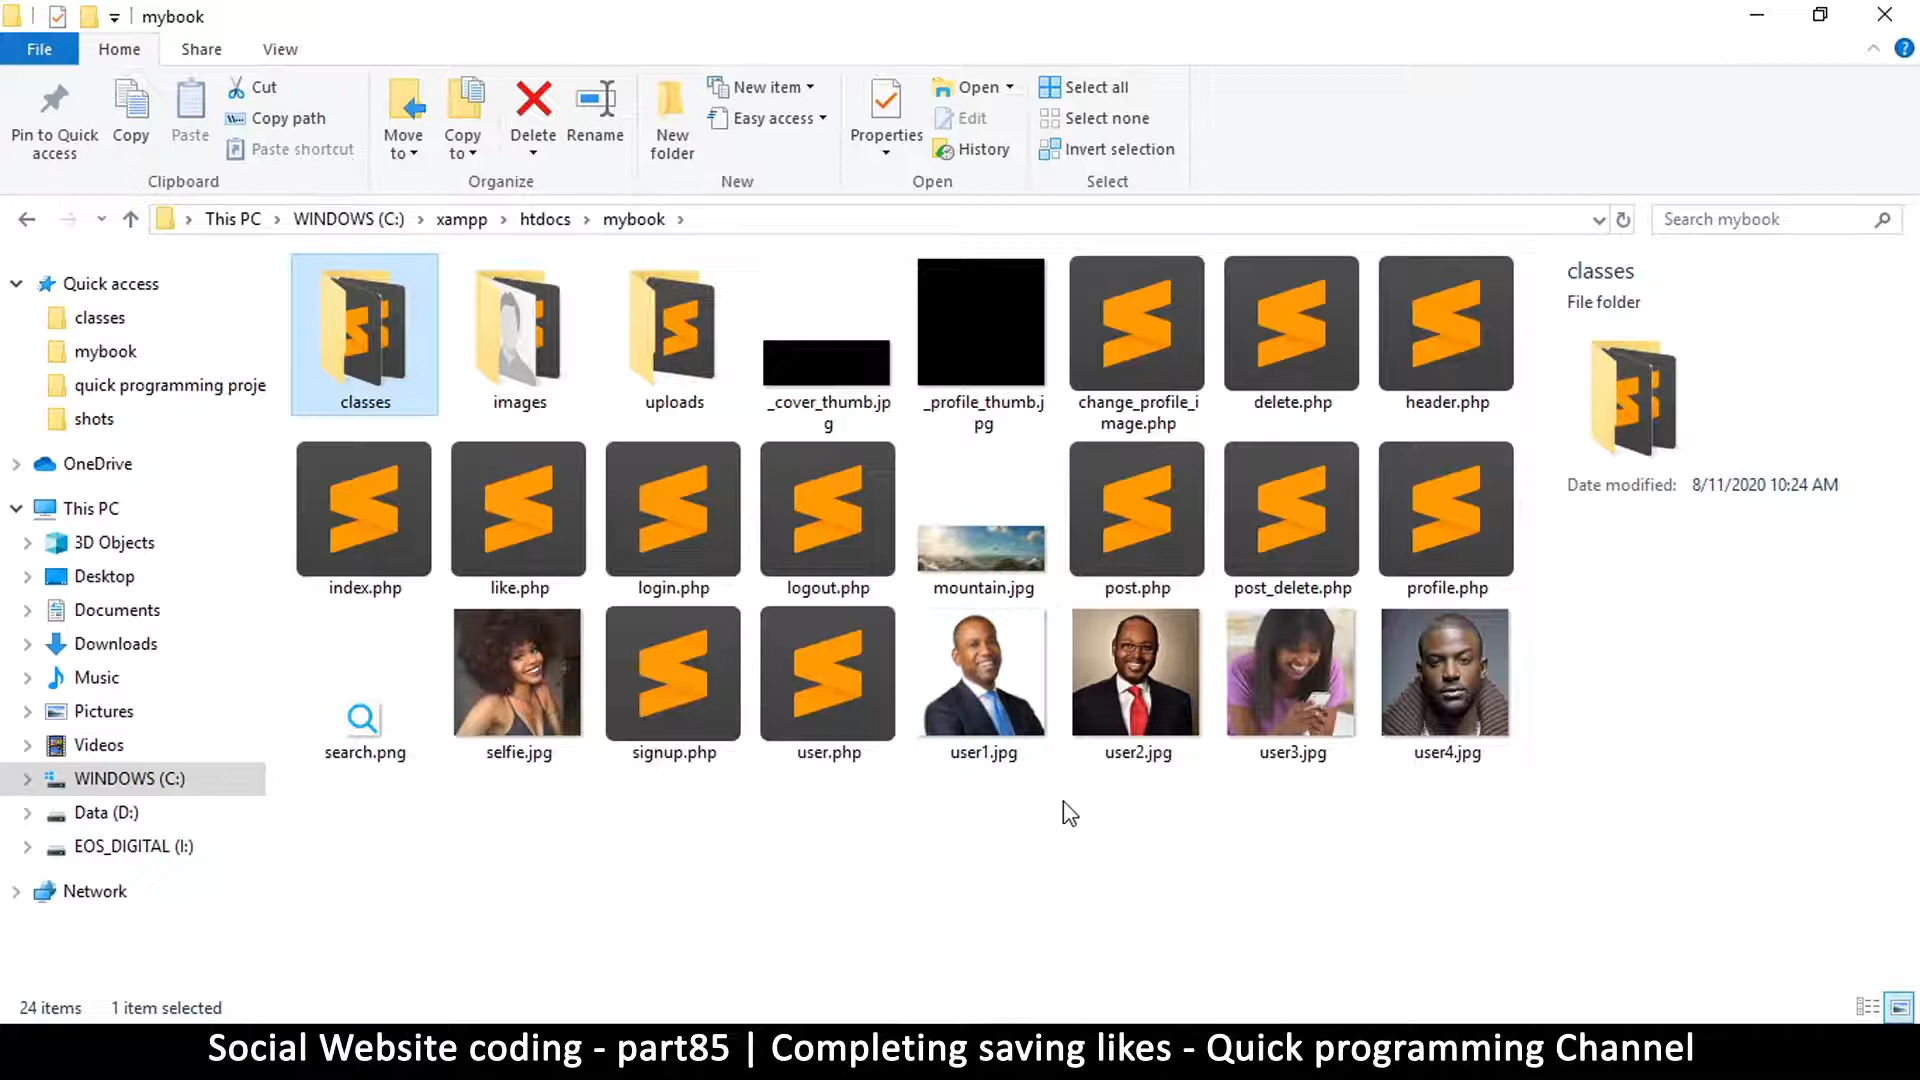 mybook
File Home Share View
Pin to Quick access
Copy
Paste
Cut
Copy path
Paste shortcut
Clipboard
Move to
Copy to
Delete
Rename
Organize
New folder
New item
Easy access
New
Properties
Open
Edit
History
Open
Select all
Select none
Invert selection
Select
This PC > WINDOWS (C:) > xampp > htdocs > mybook >
Search mybook
Quick access
classes
mybook
quick programming proje
shots
OneDrive
This PC
3D Objects
Desktop
Documents
Downloads
Music
Pictures
Videos
WINDOWS (C:)
Data (D:)
EOS_DIGITAL (I:)
Network
classes
images
uploads
_cover_thumb.jp
g
_profile_thumb.j
pg
change_profile_i
mage.php
delete.php
header.php
index.php
like.php
login.php
logout.php
mountain.jpg
post.php
post_delete.php
profile.php
search.png
selfie.jpg
signup.php
user.php
user1.jpg
user2.jpg
user3.jpg
user4.jpg
classes
File folder
Date modified: 8/11/2020 10:24 AM
24 items 1 item selected
Social Website coding - part85 | Completing saving likes - Quick programming Channel